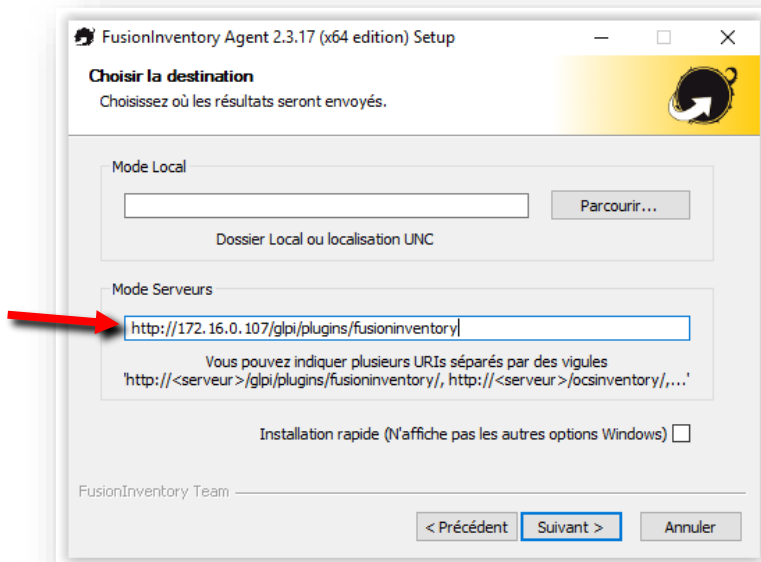 FusionInventory Agent 2.3.17 (x64 edition) Setup
Choisir la destination
Choisissez où les résultats seront envoyés.
Mode Local
Parcourir...
Dossier Local ou localisation UNC
Mode Serveurs
http://172.16.0.107/glpi/plugins/fusioninventory
Vous pouvez indiquer plusieurs URIs séparés par des vigules
'http://<serveur>/glpi/plugins/fusioninventory/, http://<serveur>/ocsinventory/,...'
Installation rapide (N'affiche pas les autres options Windows)
FusionInventory Team
< Précédent Suivant > Annuler